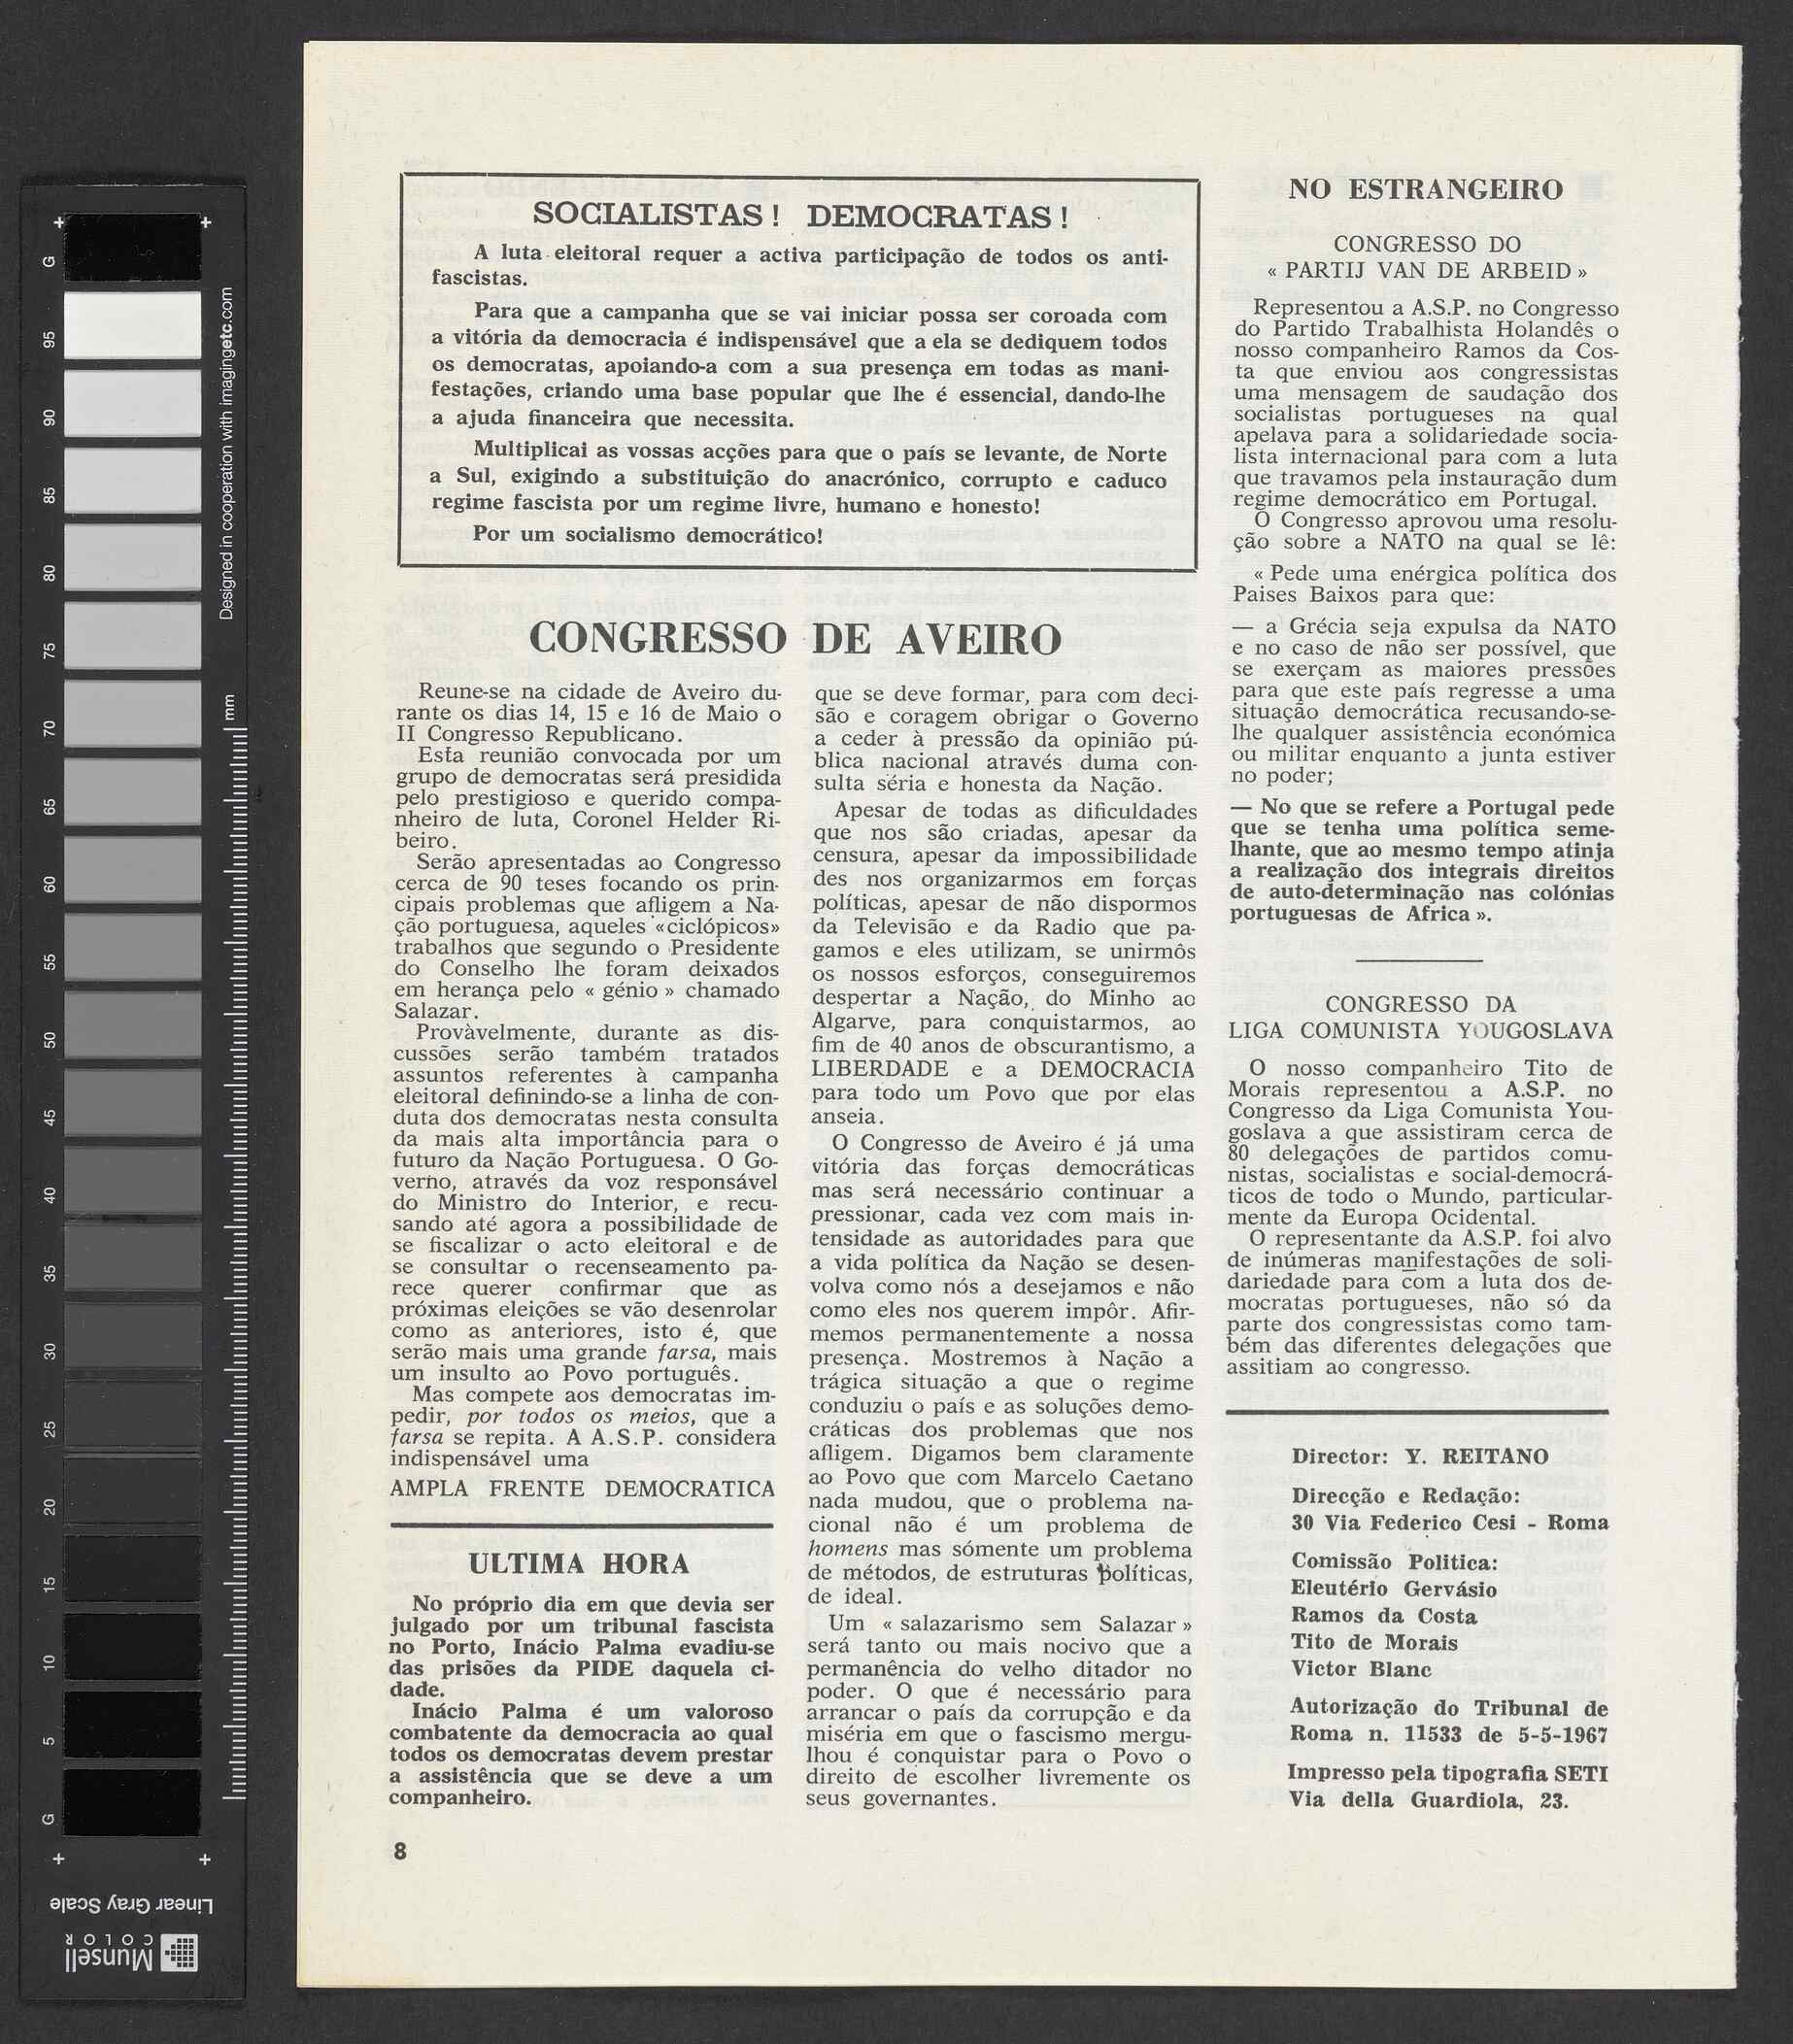 SOCIALISTAS! DEMOCRATAS!
A luta eleitoral requer a activa participação de todos os anti-
fascistas.
Para que a campanha que se vai iniciar possa ser coroada com
a vitória da democracia é indispensável que a ela se dediquem todos
os democratas, apoiando-a com a sua presença em todas as mani-
festações, criando uma base popular que lhe é essencial, dando-lhe
a ajuda financeira que necessita.
Multiplicai as vossas acções para que o país se levante, de Norte
a Sul, exigindo a substituição do anacrónico, corrupto e caduco
regime fascista por um regime livre, humano e honesto!
Por um socialismo democrático!
CONGRESSO DE AVEIRO
Reune-se na cidade de Aveiro du-
rante os dias 14, 15 e 16 de Maio o
II Congresso Republicano.
Esta reunião convocada por um
grupo de democratas será presidida
pelo prestigioso e querido compa-
nheiro de luta, Coronel Helder Ri-
beiro.
Serão apresentadas ao Congresso
cerca de 90 teses focando os prin-
cipais problemas que afligem a Na-
ção portuguesa, aqueles «ciclópicos»
trabalhos que segundo o Presidente
do Conselho lhe foram deixados
em herança pelo « génio » chamado
Salazar.
Provàvelmente, durante as dis-
cussões serão também tratados
assuntos referentes à campanha
eleitoral definindo-se a linha de con-
duta dos democratas nesta consulta
da mais alta importância para o
futuro da Nação Portuguesa. O Go-
verno, através da voz responsável
do Ministro do Interior, e recu-
sando até agora a possibilidade de
se fiscalizar o acto eleitoral e de
se consultar o recenseamento pa-
rece querer confirmar que as
próximas eleições se vão desenrolar
como as anteriores, isto é, que
serão mais uma grande farsa, mais
um insulto ao Povo português.
Mas compete aos democratas im-
pedir, por todos os meios, que a
farsa se repita. A A.S.P. considera
indispensável uma
AMPLA FRENTE DEMOCRATICA
que se deve formar, para com deci-
são e coragem obrigar o Governo
a ceder à pressão da opinião pú-
blica nacional através duma con-
sulta séria e honesta da Nação.
Apesar de todas as dificuldades
que nos são criadas, apesar da
censura, apesar da impossibilidade
des nos organizarmos em forças
políticas, apesar de não dispormos
da Televisão e da Radio que pa-
gamos e eles utilizam, se unirmôs
os nossos esforços, conseguiremos
despertar a Nação, do Minho ao
Algarve, para conquistarmos, ao
fim de 40 anos de obscurantismo, a
LIBERDADE e a DEMOCRACIA
para todo um Povo que por elas
anseia.
O Congresso de Aveiro é já uma
vitória das forças democráticas
mas será necessário continuar a
pressionar, cada vez com mais in-
tensidade as autoridades para que
a vida política da Nação se desen-
volva como nós a desejamos e não
como eles nos querem impôr. Afir-
memos permanentemente a nossa
presença. Mostremos à Nação a
trágica situação a que o regime
conduziu o país e as soluções demo-
cráticas dos problemas que nos
afligem. Digamos bem claramente
ao Povo que com Marcelo Caetano
nada mudou, que o problema na-
cional não é um problema de
homens mas sómente um problema
de métodos, de estruturas políticas,
de ideal.
Um « salazarismo sem Salazar »
será tanto ou mais nocivo que a
permanência do velho ditador no
poder. O que é necessário para
arrancar o país da corrupção e da
miséria em que o fascismo mergu-
lhou é conquistar para o Povo o
direito de escolher livremente os
seus governantes.
ULTIMA HORA
No próprio dia em que devia ser
julgado por um tribunal fascista
no Porto, Inácio Palma evadiu-se
das prisões da PIDE daquela ci-
dade.
Inácio Palma é um valoroso
combatente da democracia ao qual
todos os democratas devem prestar
a assistência que se deve a um
companheiro.
NO ESTRANGEIRO
CONGRESSO DO
« PARTIJ VAN DE ARBEID »
Representou a A.S.P. no Congresso
do Partido Trabalhista Holandês o
nosso companheiro Ramos da Cos-
ta que enviou aos congressistas
uma mensagem de saudação dos
socialistas portugueses na qual
apelava para a solidariedade socia-
lista internacional para com a luta
que travamos pela instauração dum
regime democrático em Portugal.
O Congresso aprovou uma resolu-
ção sobre a NATO na qual se lê:
« Pede uma enérgica política dos
Paises Baixos para que:
— a Grécia seja expulsa da NATO
e no caso de não ser possível, que
se exerçam as maiores pressões
para que este país regresse a uma
situação democrática recusando-se-
lhe qualquer assistência económica
ou militar enquanto a junta estiver
no poder;
— No que se refere a Portugal pede
que se tenha uma política seme-
lhante, que ao mesmo tempo atinja
a realização dos integrais direitos
de auto-determinação nas colónias
portuguesas de Africa ».
CONGRESSO DA
LIGA COMUNISTA YOUGOSLAVA
O nosso companheiro Tito de
Morais representou a A.S.P. no
Congresso da Liga Comunista You-
goslava a que assistiram cerca de
80 delegações de partidos comu-
nistas, socialistas e social-democrá-
ticos de todo o Mundo, particular-
mente da Europa Ocidental.
O representante da A.S.P. foi alvo
de inúmeras manifestações de soli-
dariedade para com a luta dos de-
mocratas portugueses, não só da
parte dos congressistas como tam-
bém das diferentes delegações que
assitiam ao congresso.
Director: Y. REITANO
Direcção e Redação:
30 Via Federico Cesi - Roma
Comissão Politica:
Eleutério Gervásio
Ramos da Costa
Tito de Morais
Victor Blanc
Autorização do Tribunal de
Roma n. 11533 de 5-5-1967
Impresso pela tipografia SETI
Via della Guardiola, 23.
8
G
95
90
85
80
75
70
65
60
55
50
45
40
35
30
25
20
15
10
5
G
mm
Designed in cooperation with imagingetc.com
Linear Gray Scale
Munsell
COLOR